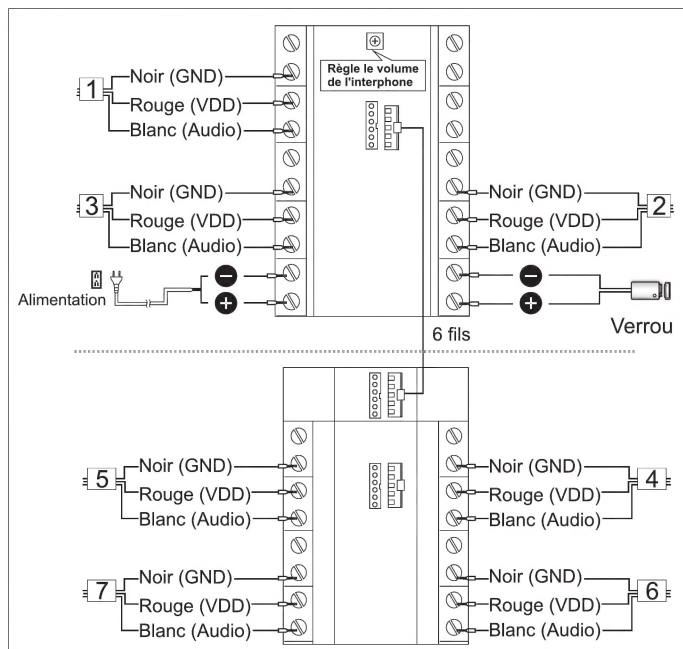 Règle le volume
de l'interphone
1
Noir (GND)
Rouge (VDD)
Blanc (Audio)
3
Noir (GND)
Rouge (VDD)
Blanc (Audio)
Noir (GND)
Rouge (VDD)
Blanc (Audio)
2
Alimentation
−
+
−
+
Verrou
6 fils
5
Noir (GND)
Rouge (VDD)
Blanc (Audio)
Noir (GND)
Rouge (VDD)
Blanc (Audio)
4
7
Noir (GND)
Rouge (VDD)
Blanc (Audio)
Noir (GND)
Rouge (VDD)
Blanc (Audio)
6